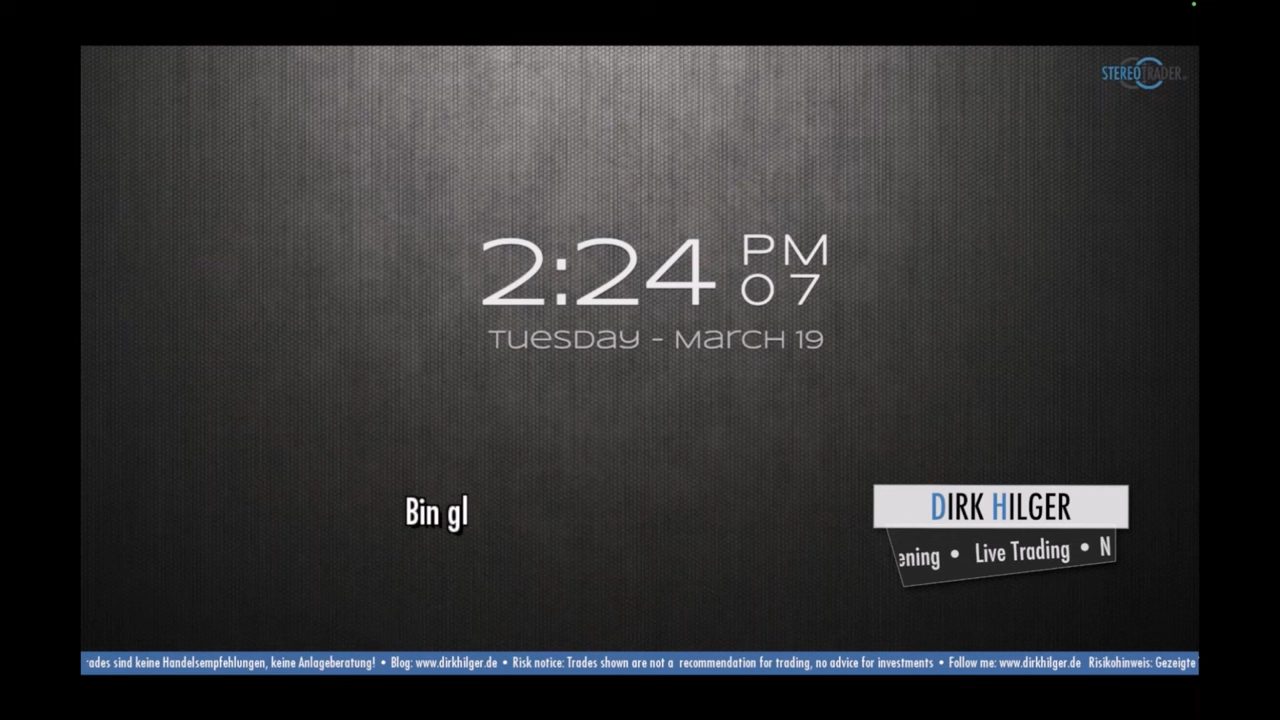 STEREOTRADER
2:24 PM
07
Tuesday - March 19
Bin gl
DIRK HILGER
ening • Live Trading • N
ades sind keine Handelsempfehlungen, keine Anlageberatung! • Blog: www.dirkhilger.de • Risk notice: Trades shown are not a recommendation for trading, no advice for investments • Follow me: www.dirkhilger.de Risikohinweis: Gezeigte